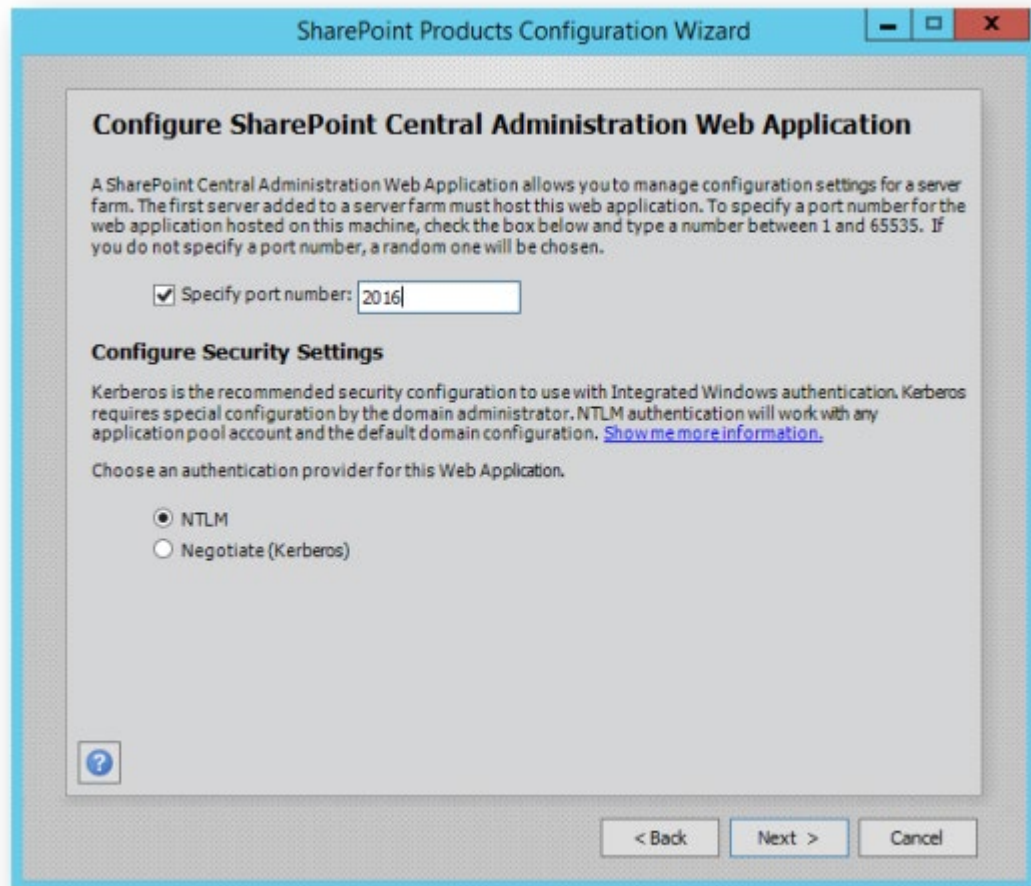 SharePoint Products Configuration Wizard
Configure SharePoint Central Administration Web Application
A SharePoint Central Administration Web Application allows you to manage configuration settings for a server
farm. The first server added to a server farm must host this web application. To specify a port number for the
web application hosted on this machine, check the box below and type a number between 1 and 65535. If
you do not specify a port number, a random one will be chosen.
Specify port number: 2016
Configure Security Settings
Kerberos is the recommended security configuration to use with Integrated Windows authentication. Kerberos
requires special configuration by the domain administrator. NTLM authentication will work with any
application pool account and the default domain configuration. Show me more information.
Choose an authentication provider for this Web Application.
NTLM
Negotiate (Kerberos)
?
< Back Next > Cancel